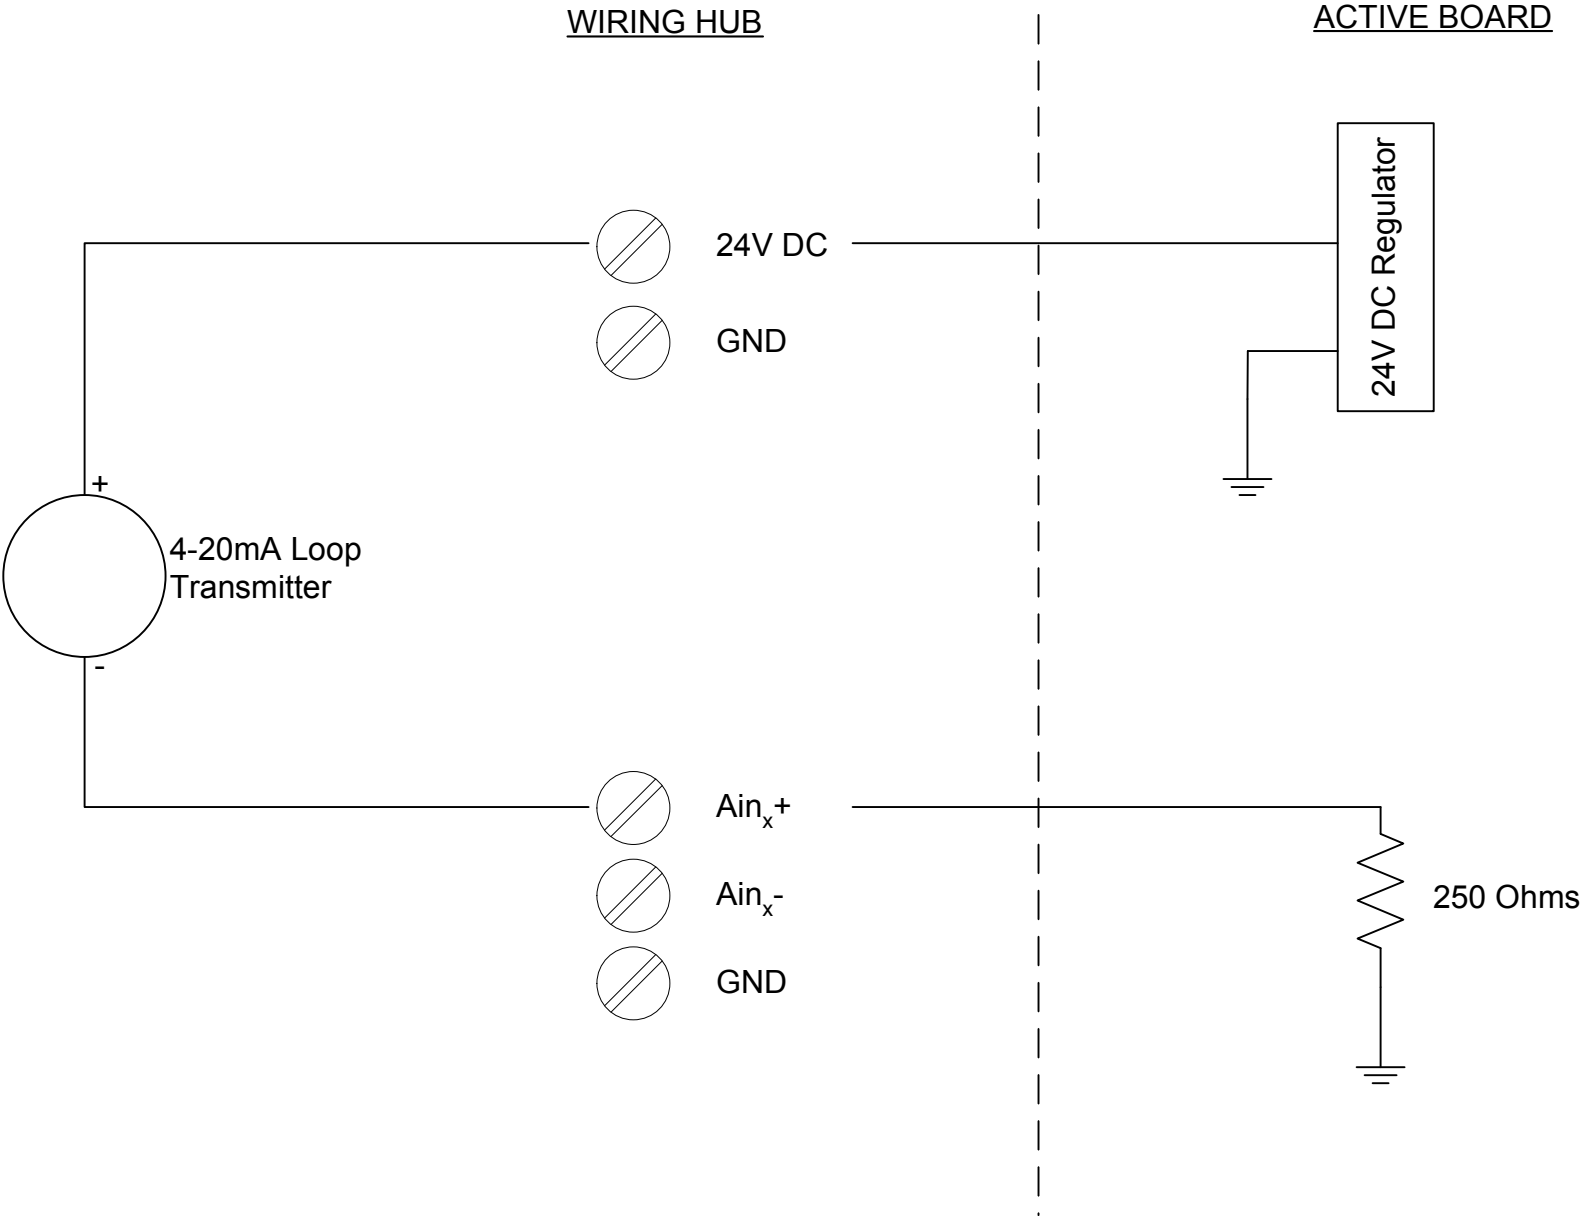 WIRING HUB
ACTIVE BOARD
24V DC
GND
24V DC Regulator
+
4-20mA Loop
Transmitter
-
Ainx+
Ainx-
250 Ohms
GND